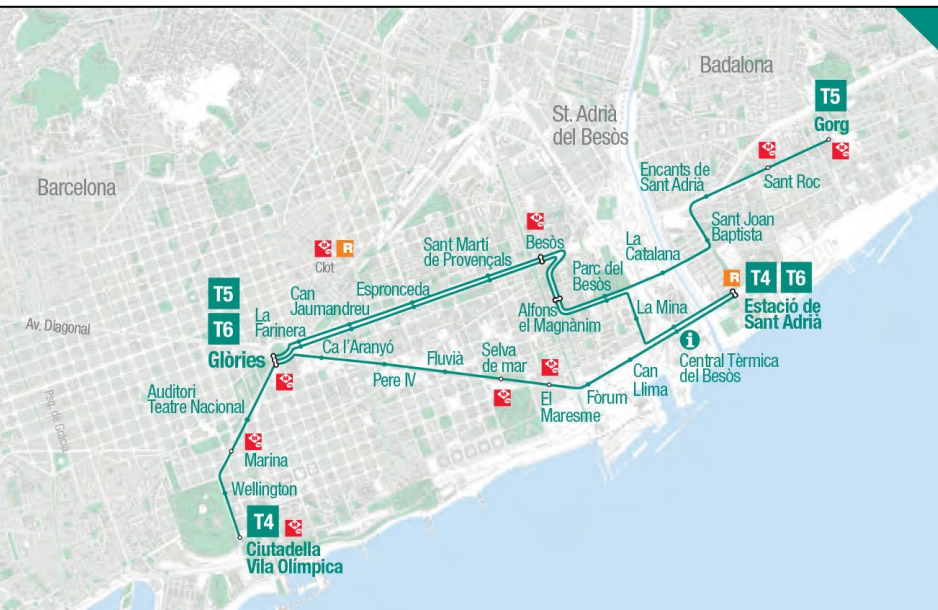 Badalona
T5
Gorg
St. Adrià
del Besòs
Encants de
Sant Adrià
M
M
Sant Roc
Barcelona
Sant Joan
Baptista
M
Besòs
La
Catalana
Sant Martí
de Provençals
M R
Clot
Parc del
Besòs
R
T4 T6
Estació de
Sant Adrià
T5
Can
Jaumandreu
Espronceda
Alfons
el Magnànim
La Mina
Av. Diagonal
T6
La
Farinera
Glòries
Ca l'Aranyó
i
Central Tèrmica
del Besòs
Fluvià
Selva
de mar
M
M
Pere IV
Can
Llima
Auditori
Teatre Nacional
M
El
Maresme
Fòrum
Psg. de Gràcia
M
Marina
Wellington
T4
M
Ciutadella
Vila Olímpica